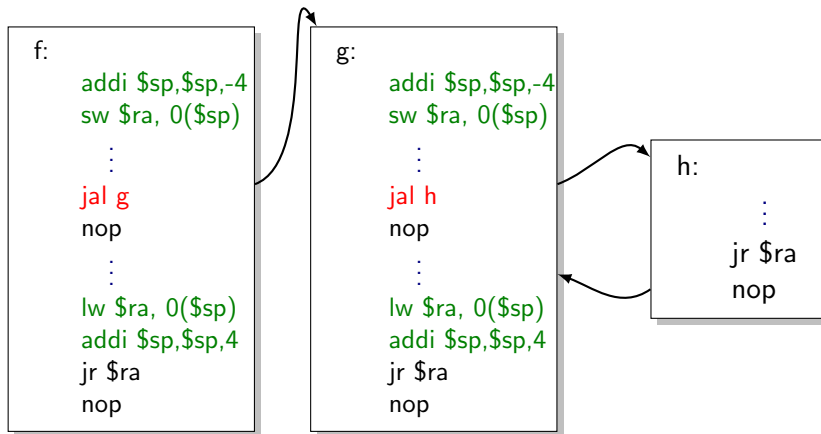 f:
addi $sp,$sp,-4
sw $ra, 0($sp)
⋮
jal g
nop
⋮
lw $ra, 0($sp)
addi $sp,$sp,4
jr $ra
nop
g:
addi $sp,$sp,-4
sw $ra, 0($sp)
⋮
jal h
nop
⋮
lw $ra, 0($sp)
addi $sp,$sp,4
jr $ra
nop
h:
⋮
jr $ra
nop